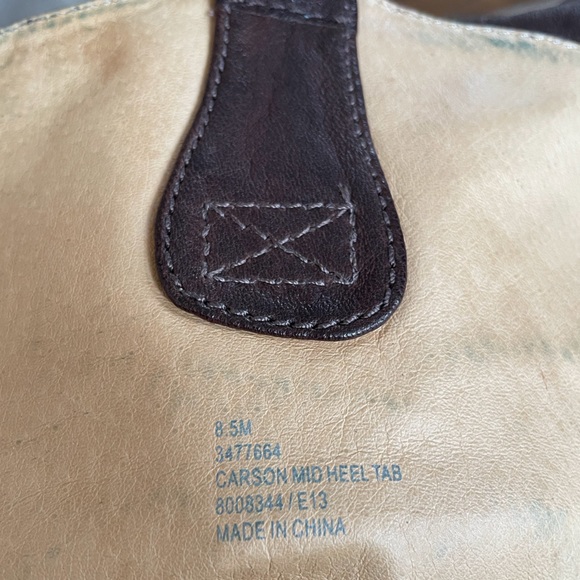 8.5M
3477664
CARSON MID HEEL TAB
8008344 / E13
MADE IN CHINA